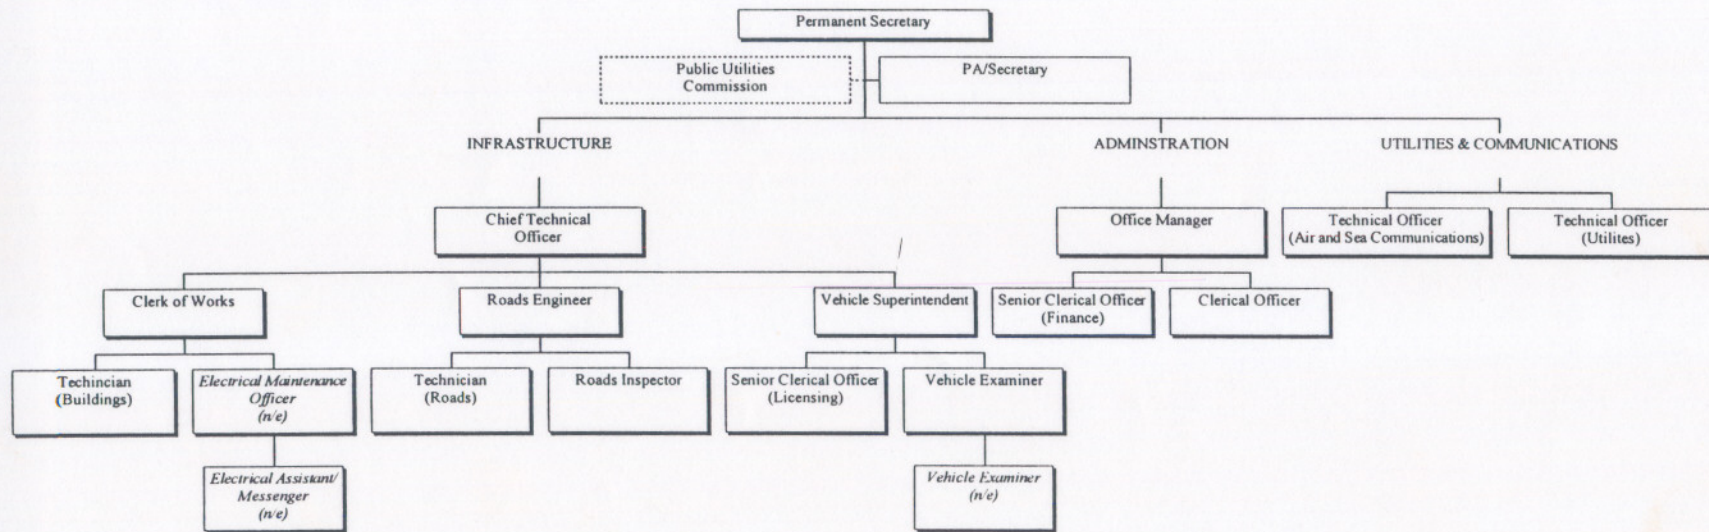 Permanent Secretary
Public Utilities
Commission
PA/Secretary
INFRASTRUCTURE
ADMINSTRATION
UTILITIES & COMMUNICATIONS
Chief Technical
Officer
Office Manager
Technical Officer
(Air and Sea Communications)
Technical Officer
(Utilites)
Clerk of Works
Roads Engineer
Vehicle Superintendent
Senior Clerical Officer
(Finance)
Clerical Officer
Techincian
(Buildings)
Electrical Maintenance
Officer
(n/e)
Technician
(Roads)
Roads Inspector
Senior Clerical Officer
(Licensing)
Vehicle Examiner
Electrical Assistant/
Messenger
(n/e)
Vehicle Examiner
(n/e)